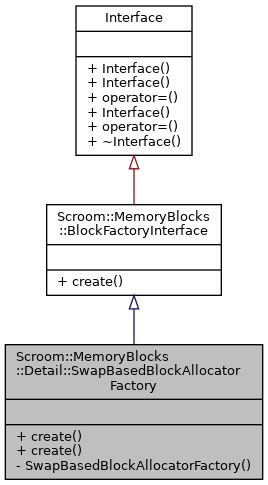 Interface
+ Interface()
+ Interface()
+ operator=()
+ Interface()
+ operator=()
+ ~Interface()
Scroom::MemoryBlocks
::BlockFactoryInterface
+ create()
Scroom::MemoryBlocks
::Detail::SwapBasedBlockAllocator
Factory
+ create()
+ create()
- SwapBasedBlockAllocatorFactory()